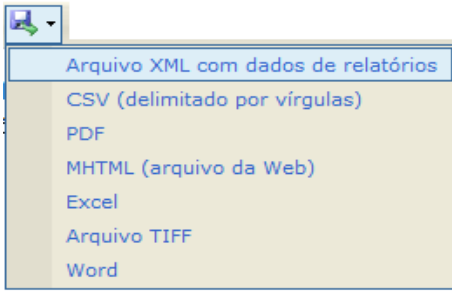 Arquivo XML com dados de relatórios
CSV (delimitado por vírgulas)
PDF
MHTML (arquivo da Web)
Excel
Arquivo TIFF
Word